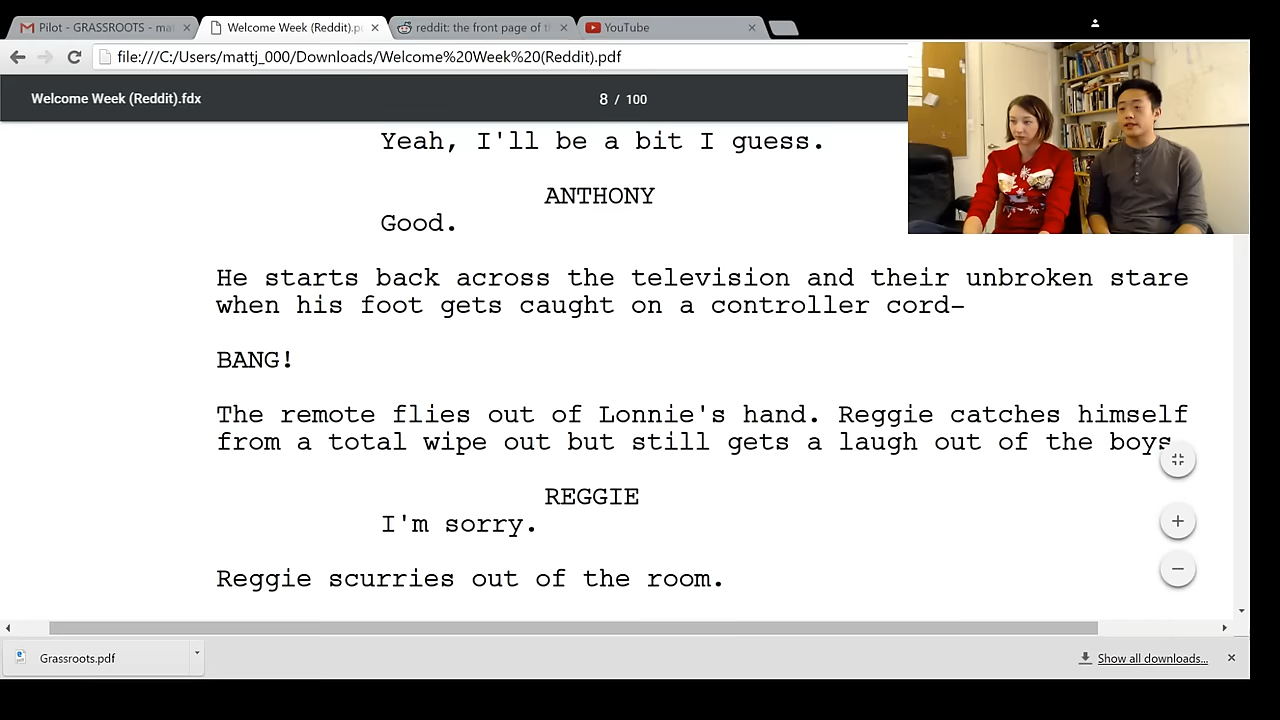 Pilot - GRASSROOTS - ma
Welcome Week (Reddit).p
reddit: the front page of t
YouTube
file:///C:/Users/mattj_000/Downloads/Welcome%20Week%20(Reddit).pdf
Welcome Week (Reddit).fdx
8 / 100
Yeah, I'll be a bit I guess.
ANTHONY
Good.
He starts back across the television and their unbroken stare
when his foot gets caught on a controller cord-
BANG!
The remote flies out of Lonnie's hand. Reggie catches himself
from a total wipe out but still gets a laugh out of the boys.
REGGIE
I'm sorry.
Reggie scurries out of the room.
Grassroots.pdf
Show all downloads...